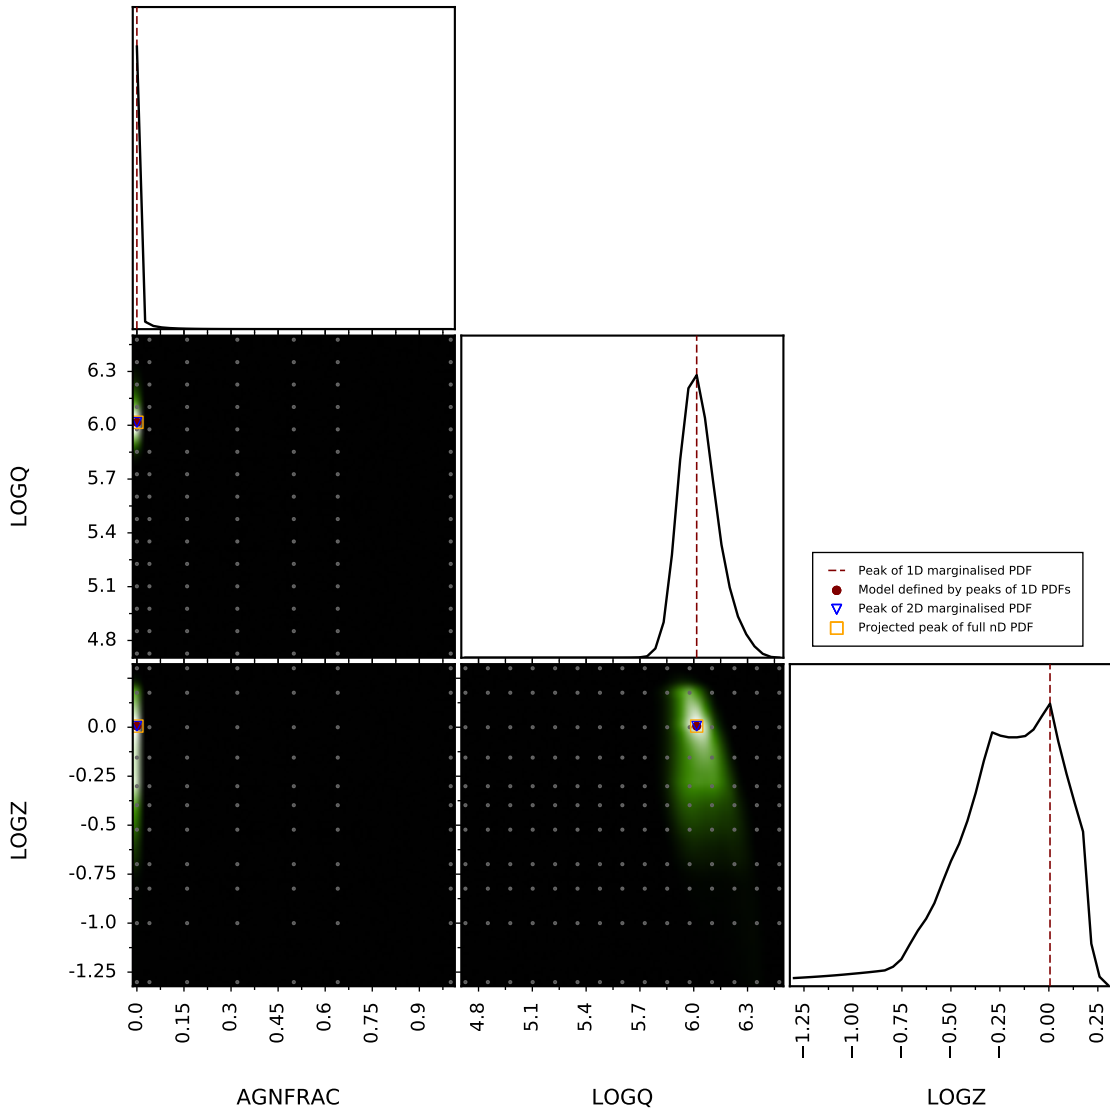 6.3
6.0
5.7
5.4
5.1
4.8
LOGQ
Peak of 1D marginalised PDF
Model defined by peaks of 1D PDFs
Peak of 2D marginalised PDF
Projected peak of full nD PDF
0.0
-0.25
-0.5
-0.75
-1.0
-1.25
LOGZ
0.0 0.15 0.3 0.45 0.6 0.75 0.9
4.8 5.1 5.4 5.7 6.0 6.3
−1.25 −1.00 −0.75 −0.50 −0.25 0.00 0.25
AGNFRAC LOGQ LOGZ